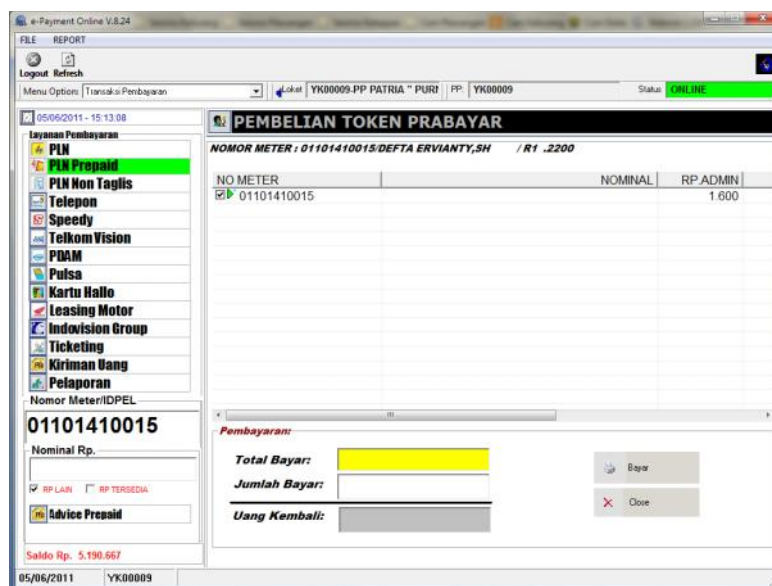 e-Payment Online V.8.24
FILE REPORT
Logout Refresh
Menu Option: Transaksi Pembayaran Loket YK00009-PP PATRIA " PURI PP: YK00009 Status ONLINE
05/06/2011 - 15:13:08
Layanan Pembayaran
PLN
PLN Prepaid
PLN Non Taglis
Telepon
Speedy
Telkom Vision
PDAM
Pulsa
Kartu Hallo
Leasing Motor
Indovision Group
Ticketing
Kiriman Uang
Pelaporan
Nomor Meter/IDPEL
01101410015
Nominal Rp.
RP LAIN RP TERSEDIA
Advice Prepaid
Saldo Rp. 5.190.667
PEMBELIAN TOKEN PRABAYAR
NOMOR METER : 01101410015/DEFTA ERVIANTY,SH / R1 .2200
NO METER NOMINAL RP.ADMIN
01101410015 1.600
Pembayaran:
Total Bayar:
Jumlah Bayar:
Uang Kembali:
Bayar
Close
05/06/2011 YK00009